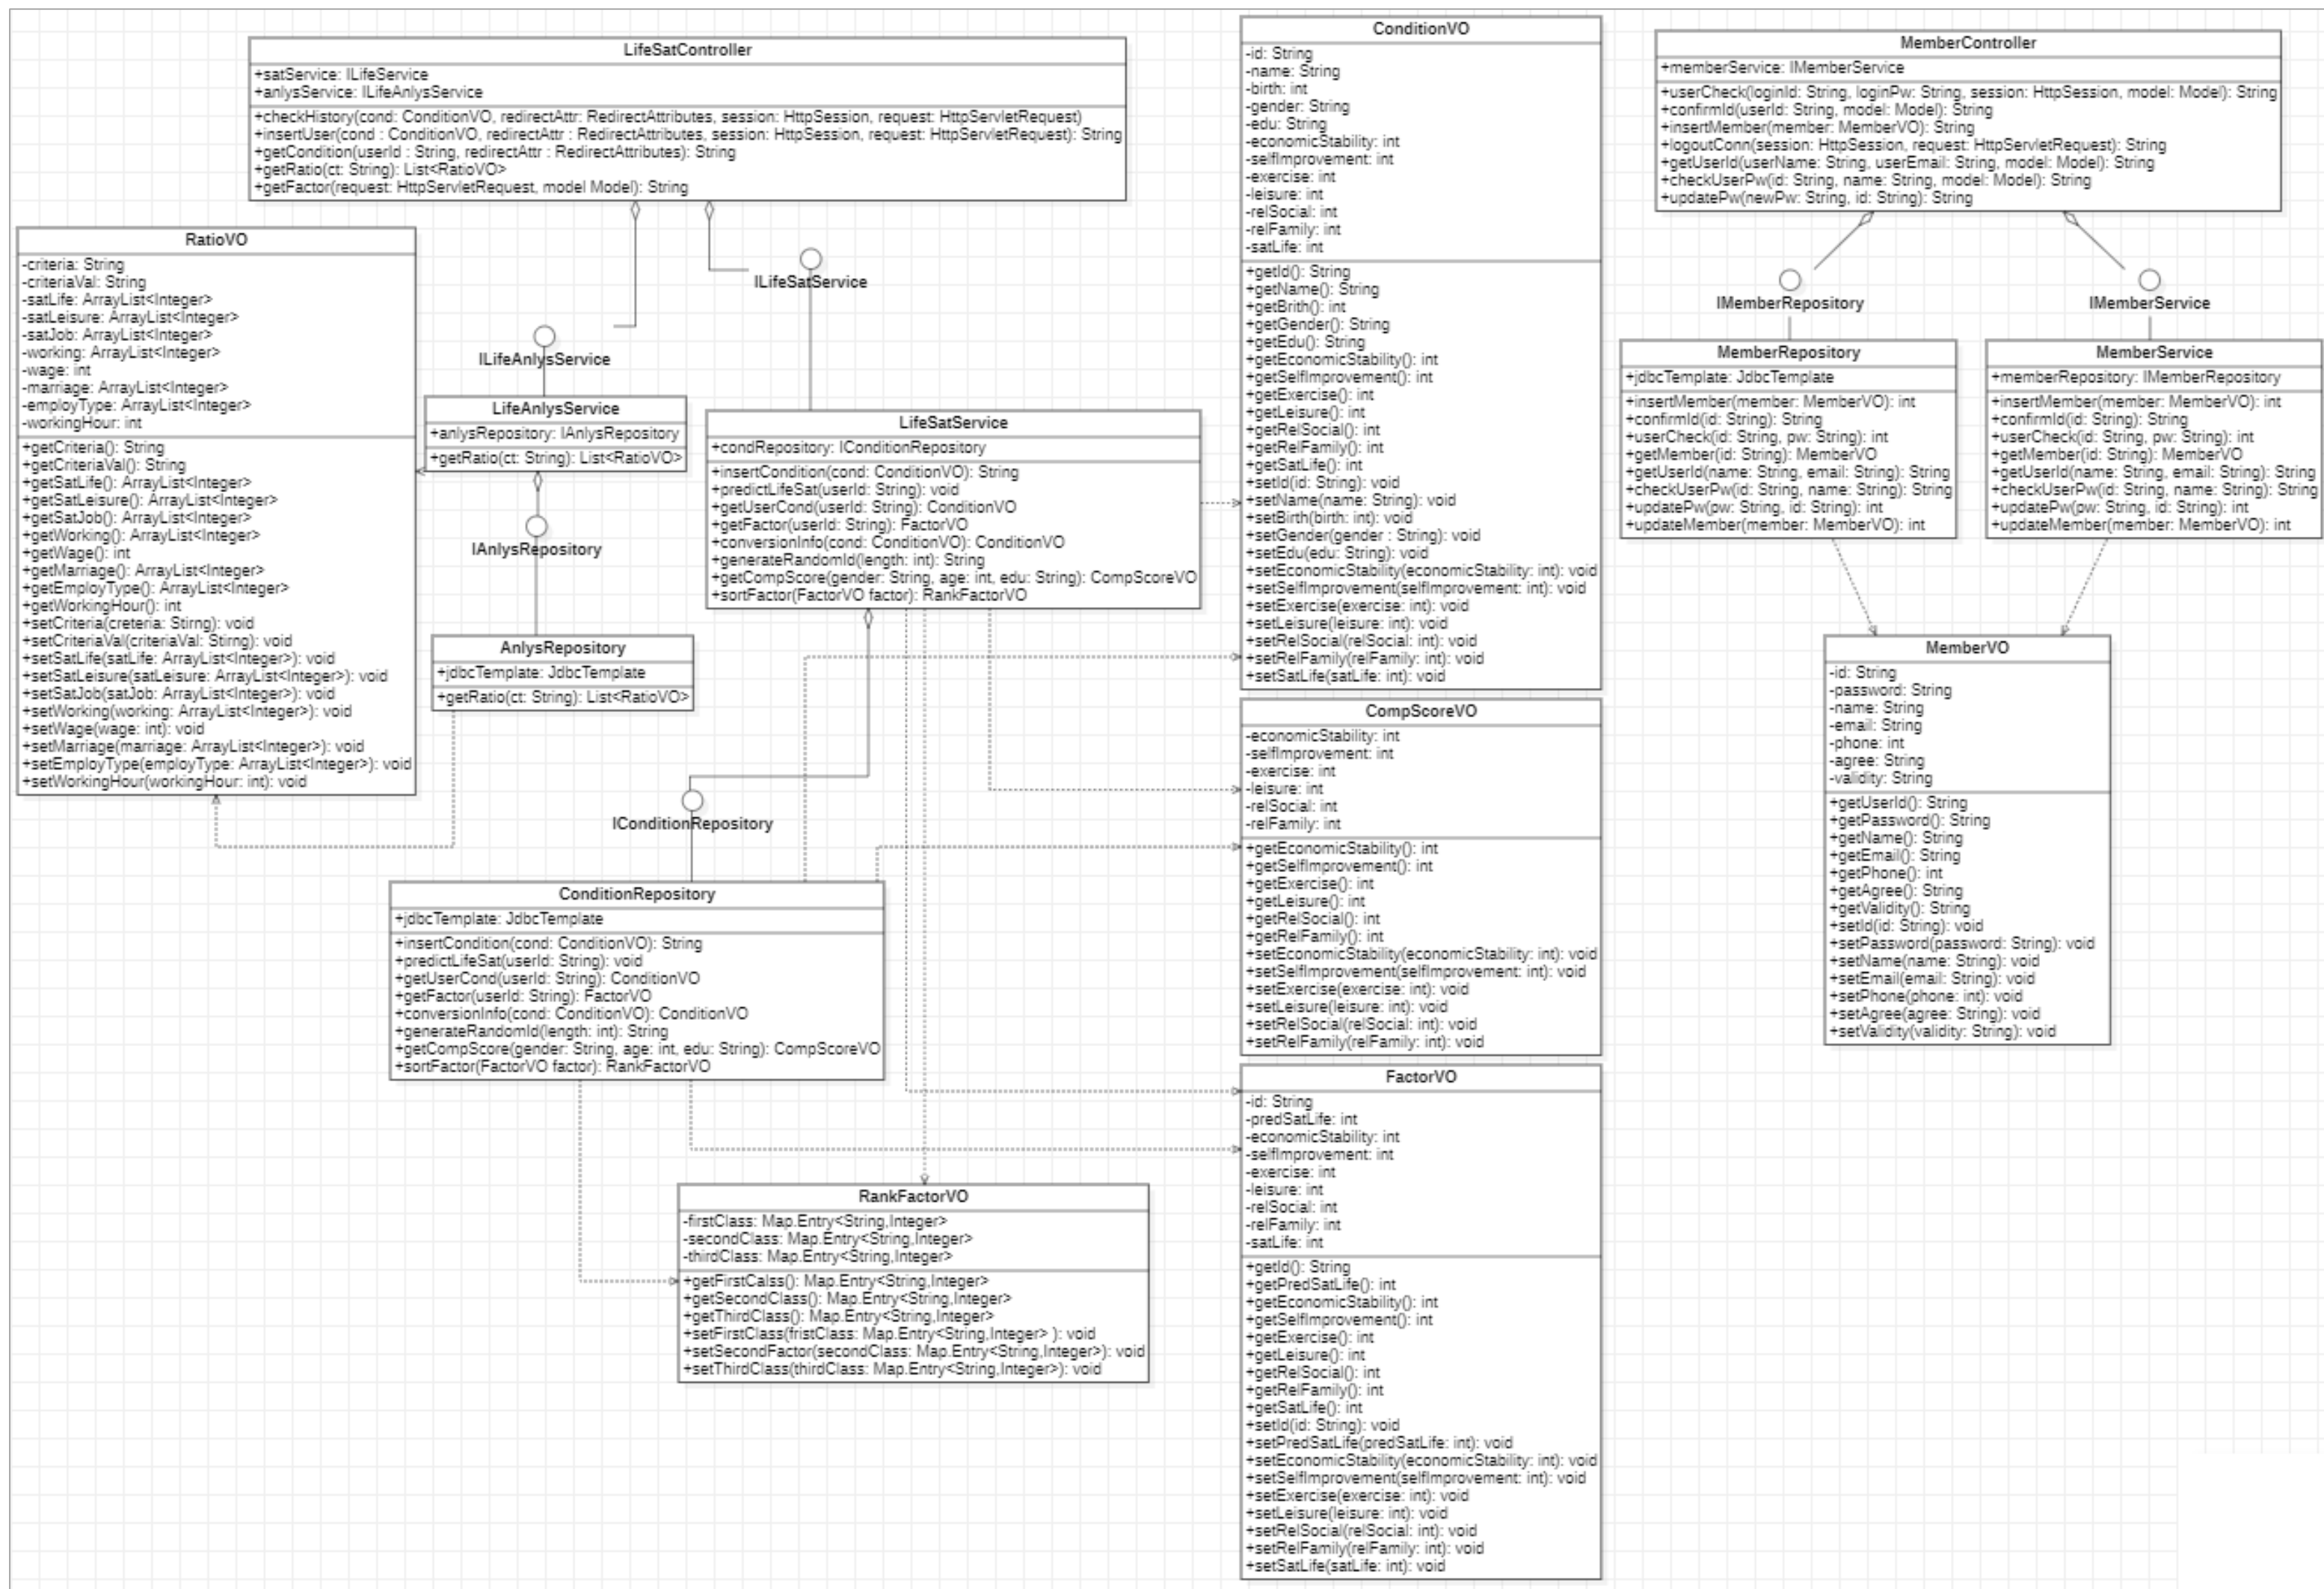 LifeSatController
+satService: ILifeService
+anlysService: ILifeAnlysService
+checkHistory(cond: ConditionVO, redirectAttr: RedirectAttributes, session: HttpSession, request: HttpServletRequest)
+insertUser(cond : ConditionVO, redirectAttr : RedirectAttributes, session: HttpSession, request: HttpServletRequest): String
+getCondition(userId : String, redirectAttr : RedirectAttributes): String
+getRatio(ct: String): List<RatioVO>
+getFactor(request: HttpServletRequest, model Model): String
RatioVO
-criteria: String
-criteriaVal: String
-satLife: ArrayList<Integer>
-satLeisure: ArrayList<Integer>
-satJob: ArrayList<Integer>
-working: ArrayList<Integer>
-wage: int
-marriage: ArrayList<Integer>
-employType: ArrayList<Integer>
-workingHour: int
+getCriteria(): String
+getCriteriaVal(): String
+getSatLife(): ArrayList<Integer>
+getSatLeisure(): ArrayList<Integer>
+getSatJob(): ArrayList<Integer>
+getWorking(): ArrayList<Integer>
+getWage(): int
+getMarriage(): ArrayList<Integer>
+getEmployType(): ArrayList<Integer>
+getWorkingHour(): int
+setCriteria(creteria: Stirng): void
+setCriteriaVal(criteriaVal: Stirng): void
+setSatLife(satLife: ArrayList<Integer>): void
+setSatLeisure(satLeisure: ArrayList<Integer>): void
+setSatJob(satJob: ArrayList<Integer>): void
+setWorking(working: ArrayList<Integer>): void
+setWage(wage: int): void
+setMarriage(marriage: ArrayList<Integer>): void
+setEmployType(employType: ArrayList<Integer>): void
+setWorkingHour(workingHour: int): void
ILifeAnlysService
ILifeSatService
LifeAnlysService
+anlysRepository: IAnlysRepository
+getRatio(ct: String): List<RatioVO>
IAnlysRepository
AnlysRepository
+jdbcTemplate: JdbcTemplate
+getRatio(ct: String): List<RatioVO>
LifeSatService
+condRepository: IConditionRepository
+insertCondition(cond: ConditionVO): String
+predictLifeSat(userId: String): void
+getUserCond(userId: String): ConditionVO
+getFactor(userId: String): FactorVO
+conversionInfo(cond: ConditionVO): ConditionVO
+generateRandomId(length: int): String
+getCompScore(gender: String, age: int, edu: String): CompScoreVO
+sortFactor(FactorVO factor): RankFactorVO
IConditionRepository
ConditionRepository
+jdbcTemplate: JdbcTemplate
+insertCondition(cond: ConditionVO): String
+predictLifeSat(userId: String): void
+getUserCond(userId: String): ConditionVO
+getFactor(userId: String): FactorVO
+conversionInfo(cond: ConditionVO): ConditionVO
+generateRandomId(length: int): String
+getCompScore(gender: String, age: int, edu: String): CompScoreVO
+sortFactor(FactorVO factor): RankFactorVO
RankFactorVO
-firstClass: Map.Entry<String,Integer>
-secondClass: Map.Entry<String,Integer>
-thirdClass: Map.Entry<String,Integer>
+getFirstCalss(): Map.Entry<String,Integer>
+getSecondClass(): Map.Entry<String,Integer>
+getThirdClass(): Map.Entry<String,Integer>
+setFirstClass(fristClass: Map.Entry<String,Integer> ): void
+setSecondFactor(secondClass: Map.Entry<String,Integer>): void
+setThirdClass(thirdClass: Map.Entry<String,Integer>): void
ConditionVO
-id: String
-name: String
-birth: int
-gender: String
-edu: String
-economicStability: int
-selfImprovement: int
-exercise: int
-leisure: int
-relSocial: int
-relFamily: int
-satLife: int
+getId(): String
+getName(): String
+getBrith(): int
+getGender(): String
+getEdu(): String
+getEconomicStability(): int
+getSelfImprovement(): int
+getExercise(): int
+getLeisure(): int
+getRelSocial(): int
+getRelFamily(): int
+getSatLife(): int
+setId(id: String): void
+setName(name: String): void
+setBirth(birth: int): void
+setGender(gender : String): void
+setEdu(edu: String): void
+setEconomicStability(economicStability: int): void
+setSelfImprovement(selfImprovement: int): void
+setExercise(exercise: int): void
+setLeisure(leisure: int): void
+setRelSocial(relSocial: int): void
+setRelFamily(relFamily: int): void
+setSatLife(satLife: int): void
CompScoreVO
-economicStability: int
-selfImprovement: int
-exercise: int
-leisure: int
-relSocial: int
-relFamily: int
+getEconomicStability(): int
+getSelfImprovement(): int
+getExercise(): int
+getLeisure(): int
+getRelSocial(): int
+getRelFamily(): int
+setEconomicStability(economicStability: int): void
+setSelfImprovement(selfImprovement: int): void
+setExercise(exercise: int): void
+setLeisure(leisure: int): void
+setRelSocial(relSocial: int): void
+setRelFamily(relFamily: int): void
FactorVO
-id: String
-predSatLife: int
-economicStability: int
-selfImprovement: int
-exercise: int
-leisure: int
-relSocial: int
-relFamily: int
-satLife: int
+getId(): String
+getPredSatLife(): int
+getEconomicStability(): int
+getSelfImprovement(): int
+getExercise(): int
+getLeisure(): int
+getRelSocial(): int
+getRelFamily(): int
+getSatLife(): int
+setId(id: String): void
+setPredSatLife(predSatLife: int): void
+setEconomicStability(economicStability: int): void
+setSelfImprovement(selfImprovement: int): void
+setExercise(exercise: int): void
+setLeisure(leisure: int): void
+setRelSocial(relSocial: int): void
+setRelFamily(relFamily: int): void
+setSatLife(satLife: int): void
MemberController
+memberService: IMemberService
+userCheck(loginId: String, loginPw: String, session: HttpSession, model: Model): String
+confirmId(userId: String, model: Model): String
+insertMember(member: MemberVO): String
+logoutConn(session: HttpSession, request: HttpServletRequest): String
+getUserId(userName: String, userEmail: String, model: Model): String
+checkUserPw(id: String, name: String, model: Model): String
+updatePw(newPw: String, id: String): String
IMemberRepository
IMemberService
MemberRepository
+jdbcTemplate: JdbcTemplate
+insertMember(member: MemberVO): int
+confirmId(id: String): String
+userCheck(id: String, pw: String): int
+getMember(id: String): MemberVO
+getUserId(name: String, email: String): String
+checkUserPw(id: String, name: String): String
+updatePw(pw: String, id: String): int
+updateMember(member: MemberVO): int
MemberService
+memberRepository: IMemberRepository
+insertMember(member: MemberVO): int
+confirmId(id: String): String
+userCheck(id: String, pw: String): int
+getMember(id: String): MemberVO
+getUserId(name: String, email: String): String
+checkUserPw(id: String, name: String): String
+updatePw(pw: String, id: String): int
+updateMember(member: MemberVO): int
MemberVO
-id: String
-password: String
-name: String
-email: String
-phone: int
-agree: String
-validity: String
+getUserId(): String
+getPassword(): String
+getName(): String
+getEmail(): String
+getPhone(): int
+getAgree(): String
+getValidity(): String
+setId(id: String): void
+setPassword(password: String): void
+setName(name: String): void
+setEmail(email: String): void
+setPhone(phone: int): void
+setAgree(agree: String): void
+setValidity(validity: String): void